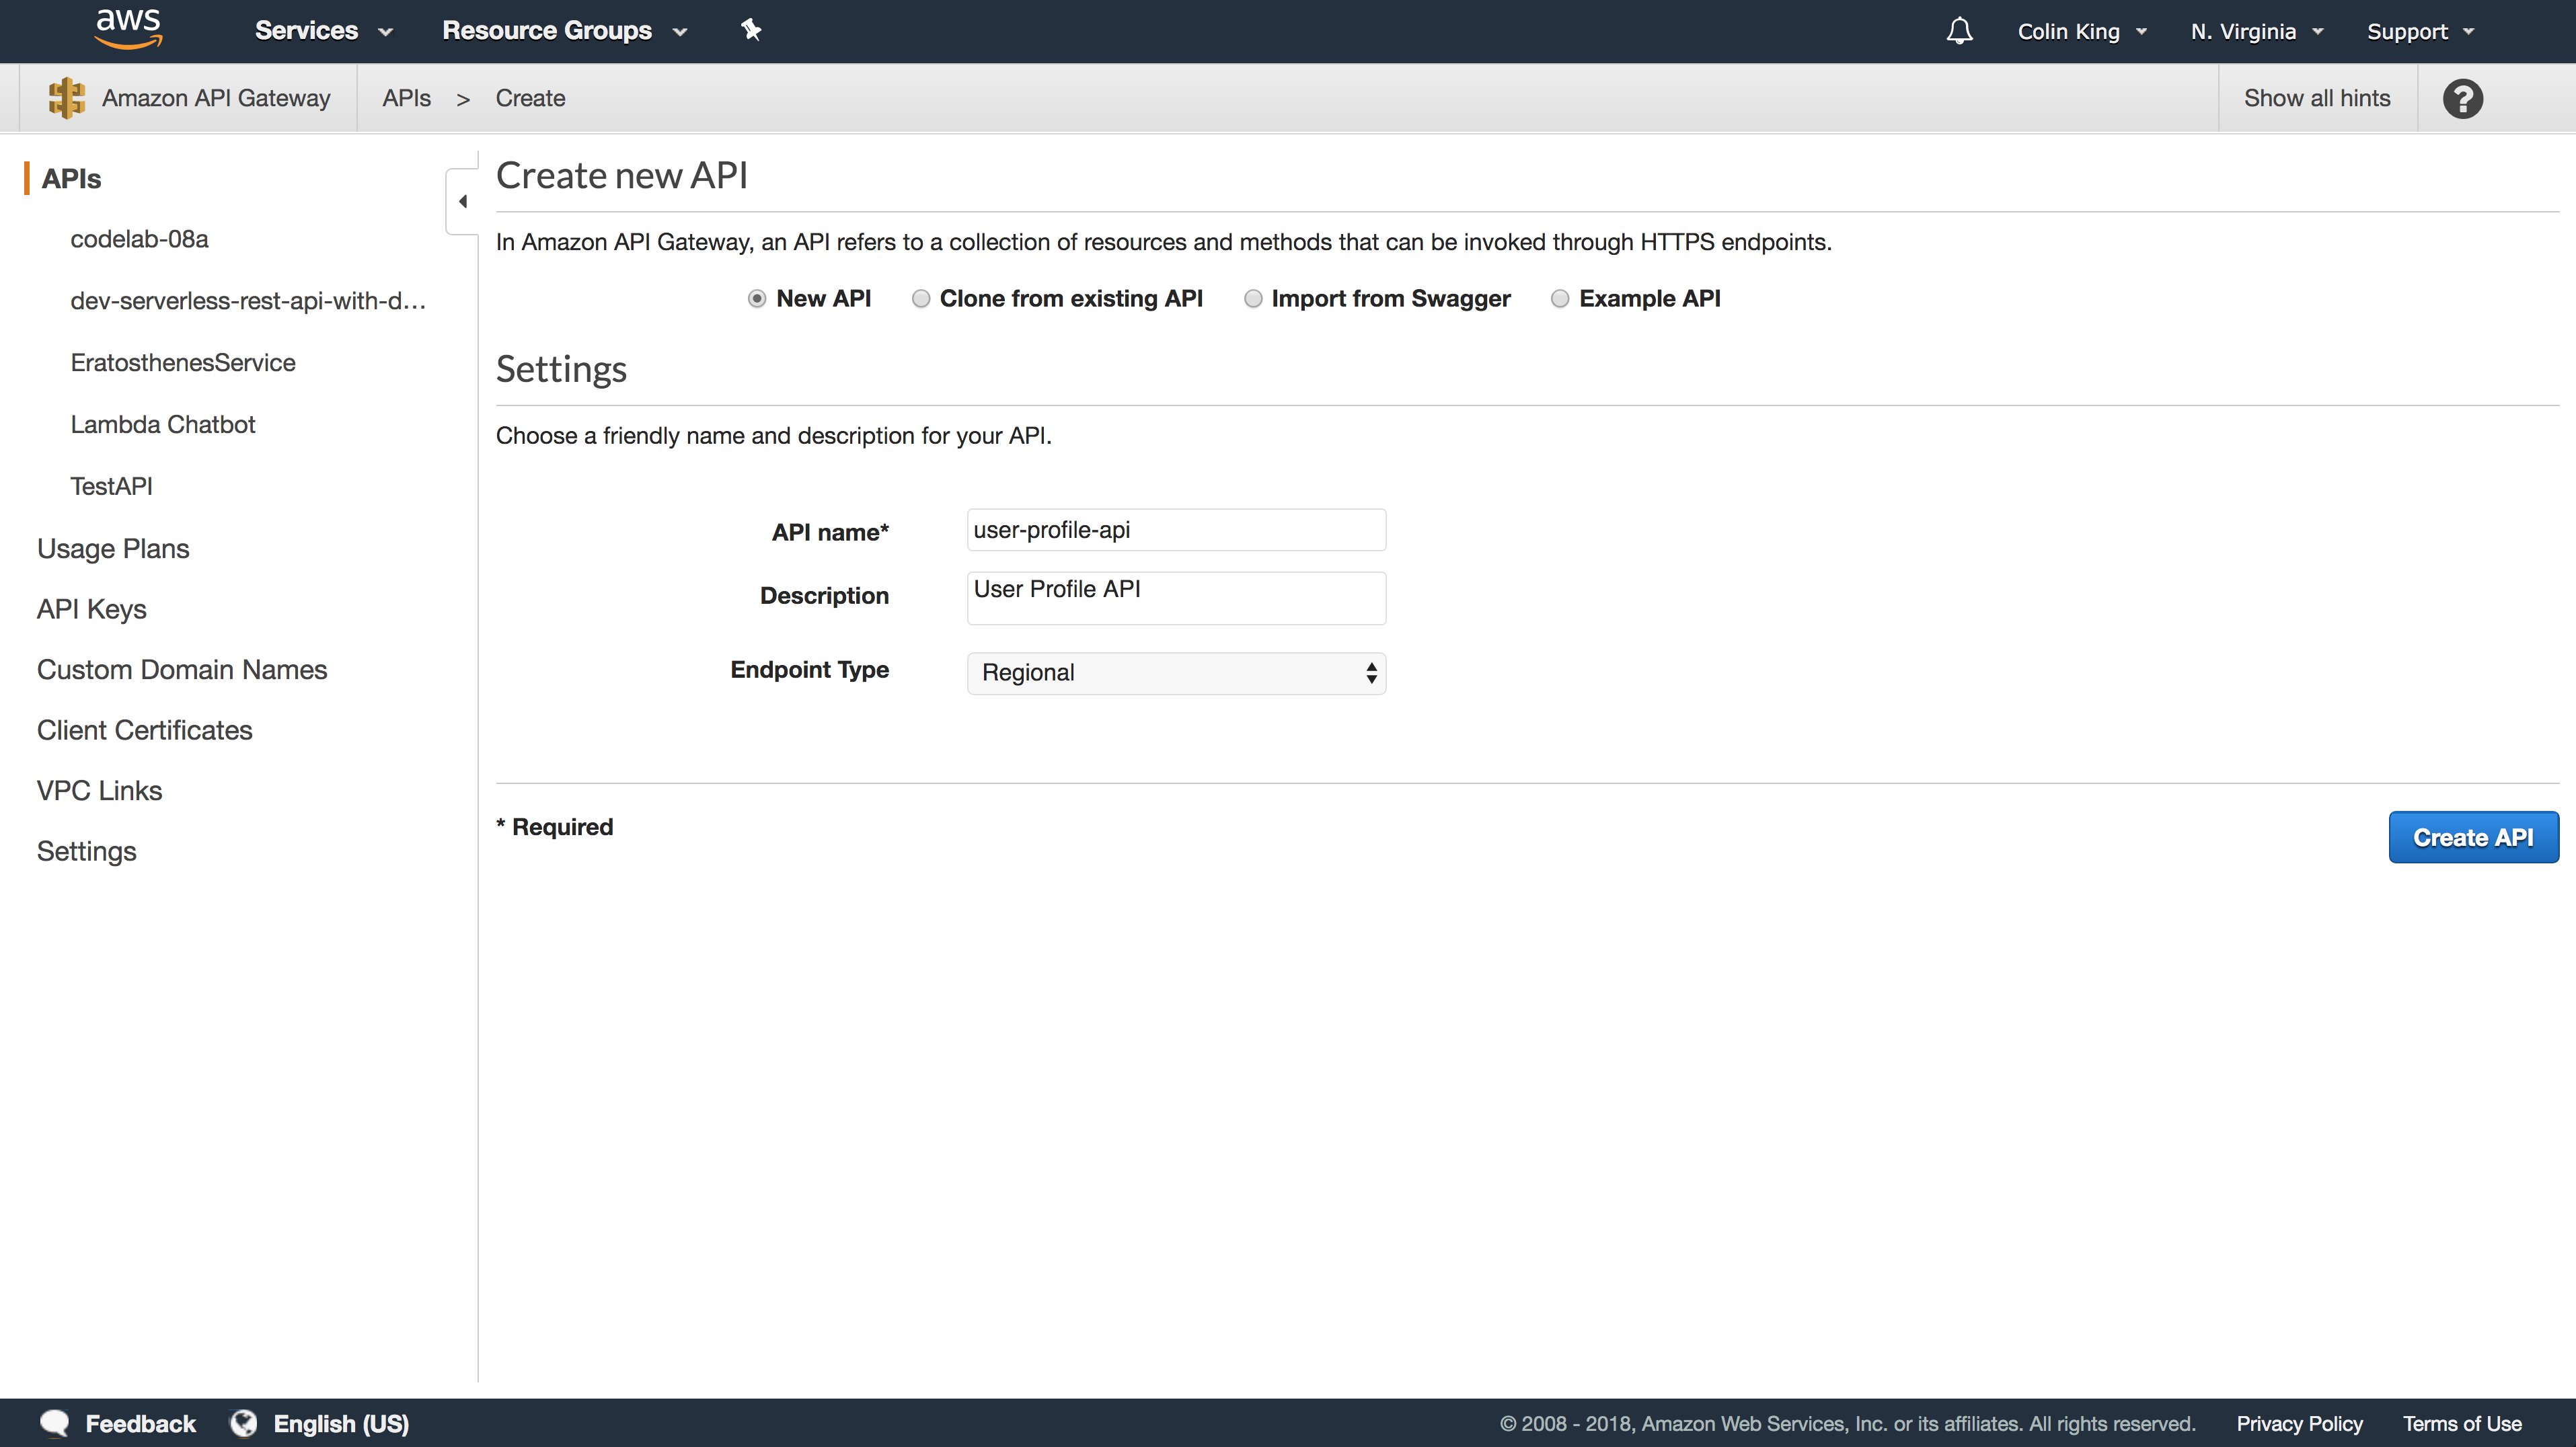 aws Services Resource Groups Colin King N. Virginia Support
Amazon API Gateway APIs > Create Show all hints ?
APIs
codelab-08a
dev-serverless-rest-api-with-d...
EratosthenesService
Lambda Chatbot
TestAPI
Usage Plans
API Keys
Custom Domain Names
Client Certificates
VPC Links
Settings
Create new API
In Amazon API Gateway, an API refers to a collection of resources and methods that can be invoked through HTTPS endpoints.
New API Clone from existing API Import from Swagger Example API
Settings
Choose a friendly name and description for your API.
API name* user-profile-api
Description User Profile API
Endpoint Type Regional
* Required Create API
Feedback English (US) © 2008 - 2018, Amazon Web Services, Inc. or its affiliates. All rights reserved. Privacy Policy Terms of Use